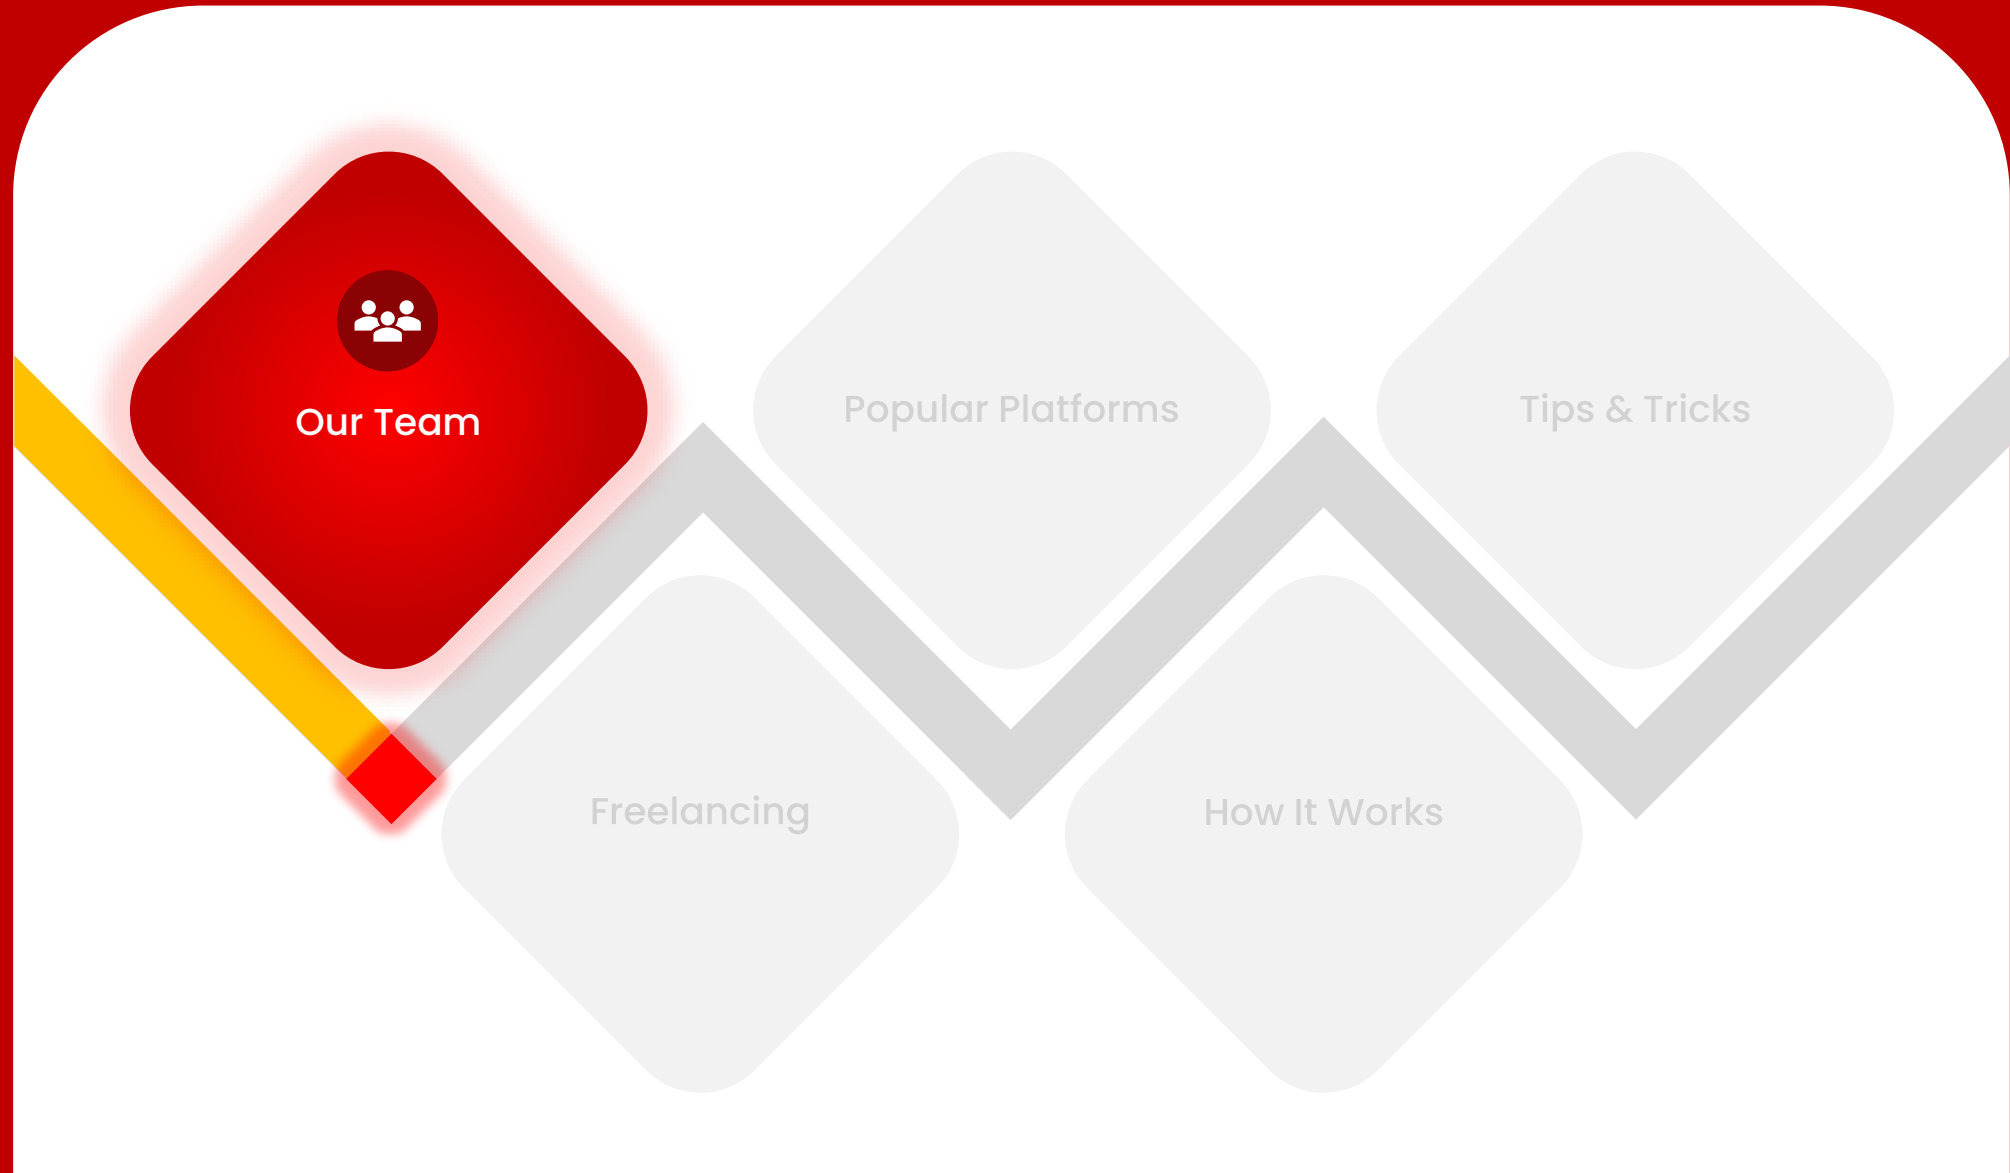 Our Team
Freelancing
Popular Platforms
How It Works
Tips & Tricks